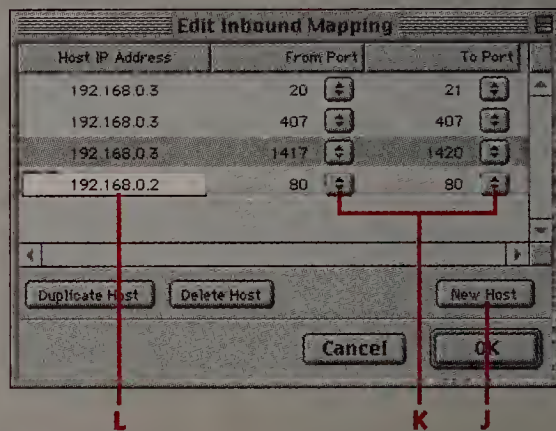 Edit Inbound Mapping
Host IP Address From Port To Port
192.168.0.3 20 21
192.168.0.3 407 407
192.168.0.3 1417 1420
192.168.0.2 80 80
Duplicate Host Delete Host New Host
Cancel OK
L K J